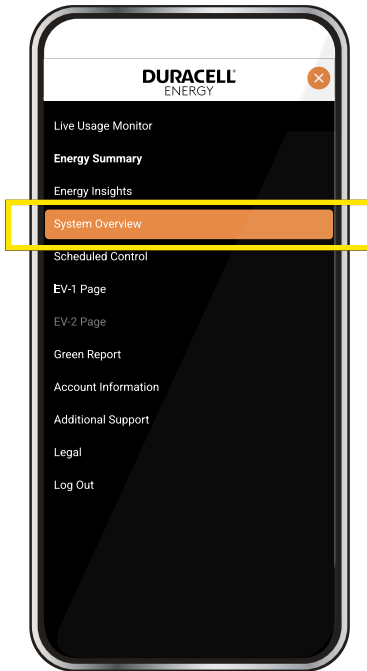 DURACELL®
ENERGY
Live Usage Monitor
Energy Summary
Energy Insights
System Overview
Scheduled Control
EV-1 Page
EV-2 Page
Green Report
Account Information
Additional Support
Legal
Log Out